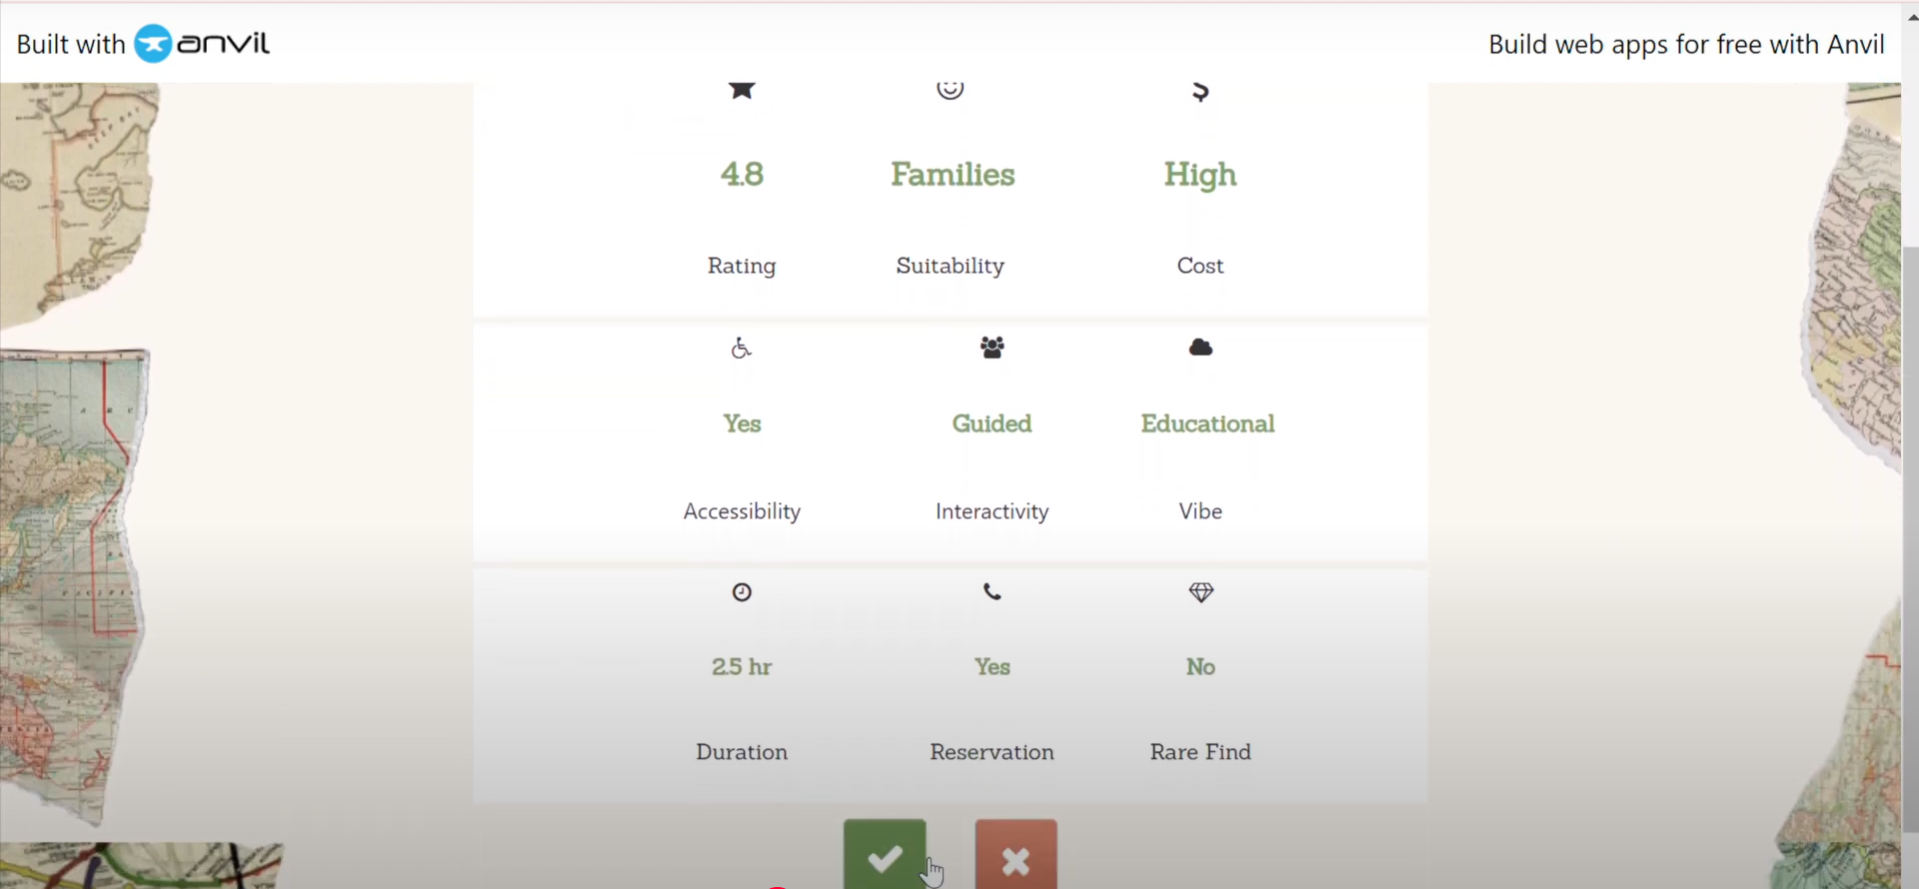 Built with anvil
Build web apps for free with Anvil
4.8 Families High
Rating Suitability Cost
Yes Guided Educational
Accessibility Interactivity Vibe
2.5 hr Yes No
Duration Reservation Rare Find